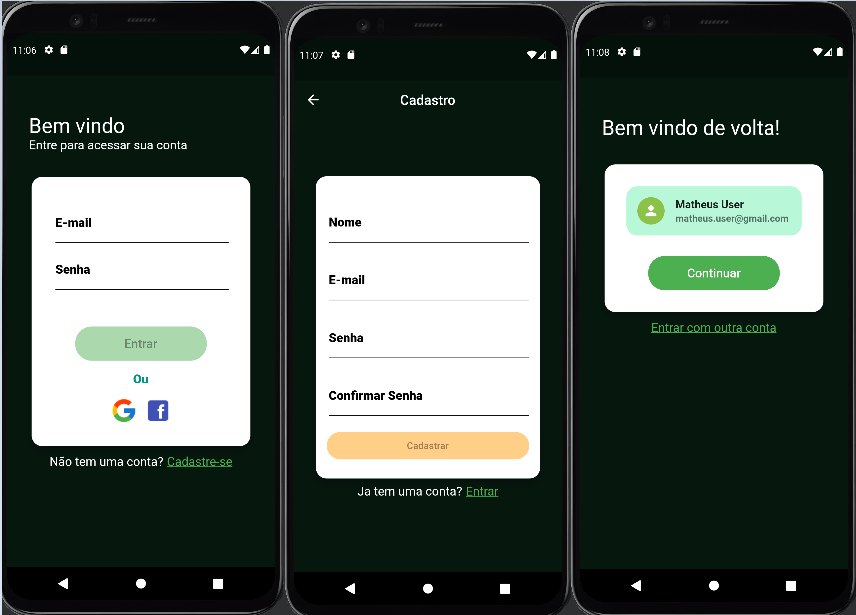 11:06
Bem vindo
Entre para acessar sua conta
E-mail
Senha
Entrar
Ou
Não tem uma conta? Cadastre-se
11:07
Cadastro
Nome
E-mail
Senha
Confirmar Senha
Cadastrar
Ja tem uma conta? Entrar
11:08
Bem vindo de volta!
Matheus User
matheus.user@gmail.com
Continuar
Entrar com outra conta